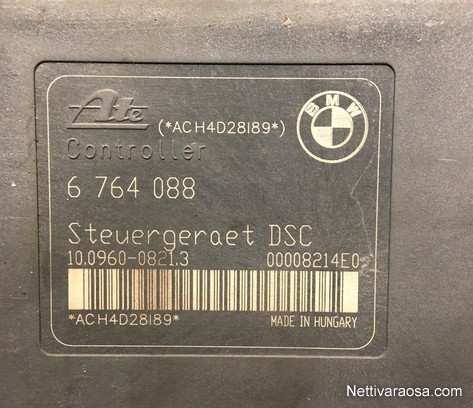 Ate (*ACH4D28I89*) BMW
Controller
6 764 088
Steuergeraet DSC
10.0960-0821.3 00008214E0
*ACH4D28I89* MADE IN HUNGARY
Nettivaraosa.com